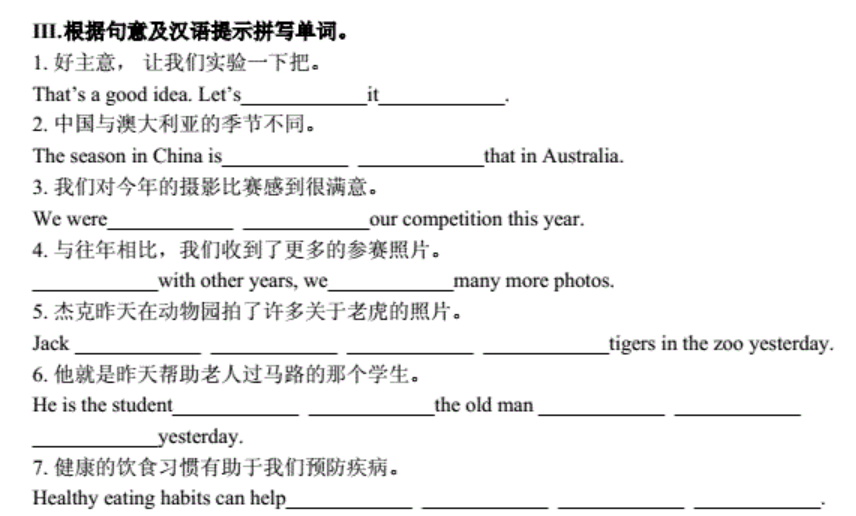 III.根据句意及汉语提示拼写单词。
1. 好主意， 让我们实验一下把。
That's a good idea. Let's____________it____________.
2. 中国与澳大利亚的季节不同。
The season in China is____________ ____________that in Australia.
3. 我们对今年的摄影比赛感到很满意。
We were____________ ____________our competition this year.
4. 与往年相比，我们收到了更多的参赛照片。
____________with other years, we____________many more photos.
5. 杰克昨天在动物园拍了许多关于老虎的照片。
Jack ____________ ____________ ____________ ____________tigers in the zoo yesterday.
6. 他就是昨天帮助老人过马路的那个学生。
He is the student____________ ____________the old man ____________ ____________
____________yesterday.
7. 健康的饮食习惯有助于我们预防疾病。
Healthy eating habits can help____________ ____________ ____________ ____________.